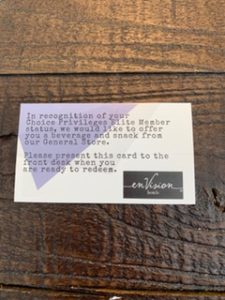 In recognition of your
Choice Privileges Elite Member
status, we would like to offer
you a beverage and snack from
our General Store.
Please present this card to the
front desk when you
are ready to redeem.
enVision